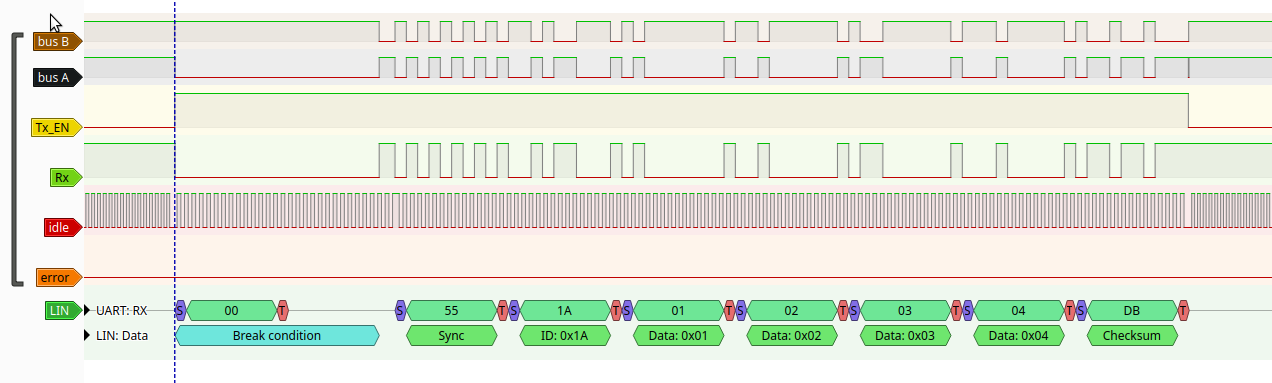 bus B
bus A
Tx_EN
Rx
idle
error
LIN UART: RX S 00 T S 55 T S 1A T S 01 T S 02 T S 03 T S 04 T S DB T
LIN: Data Break condition Sync ID: 0x1A Data: 0x01 Data: 0x02 Data: 0x03 Data: 0x04 Checksum